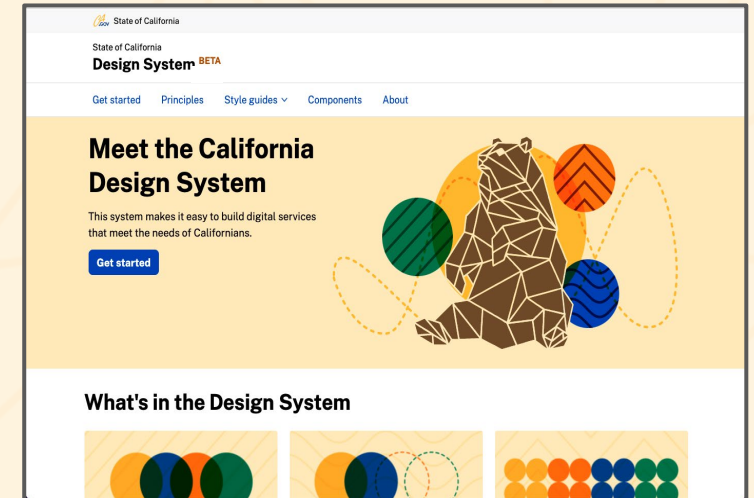 CA.GOV State of California
State of California
Design System BETA
Get started Principles Style guides Components About
Meet the California
Design System
This system makes it easy to build digital services
that meet the needs of Californians.
Get started
What's in the Design System